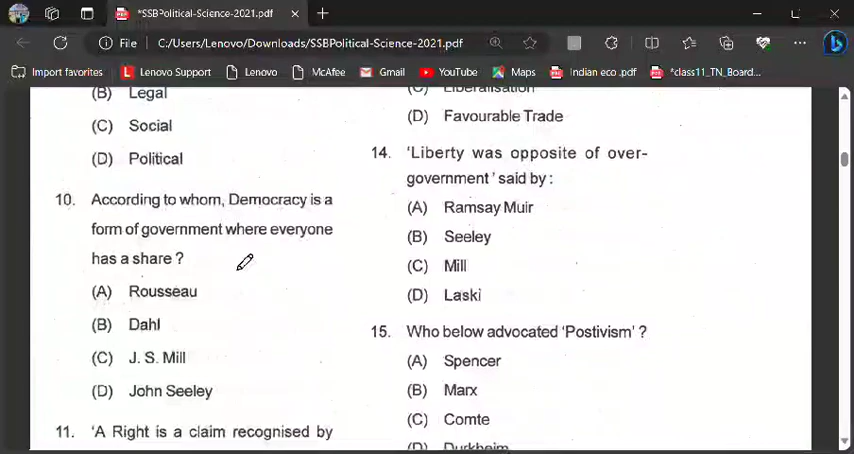 *SSBPolitical-Science-2021.pdf
File C:/Users/Lenovo/Downloads/SSBPolitical-Science-2021.pdf
Import favorites Lenovo Support Lenovo McAfee Gmail YouTube Maps Indian eco .pdf *class11_TN_Board...
(B) Legal
(C) Social
(D) Political
10. According to whom, Democracy is a
form of government where everyone
has a share ?
(A) Rousseau
(B) Dahl
(C) J. S. Mill
(D) John Seeley
11. 'A Right is a claim recognised by
(C) Liberalisation
(D) Favourable Trade
14. 'Liberty was opposite of over-
government' said by :
(A) Ramsay Muir
(B) Seeley
(C) Mill
(D) Laski
15. Who below advocated 'Postivism' ?
(A) Spencer
(B) Marx
(C) Comte
(D) Durkheim